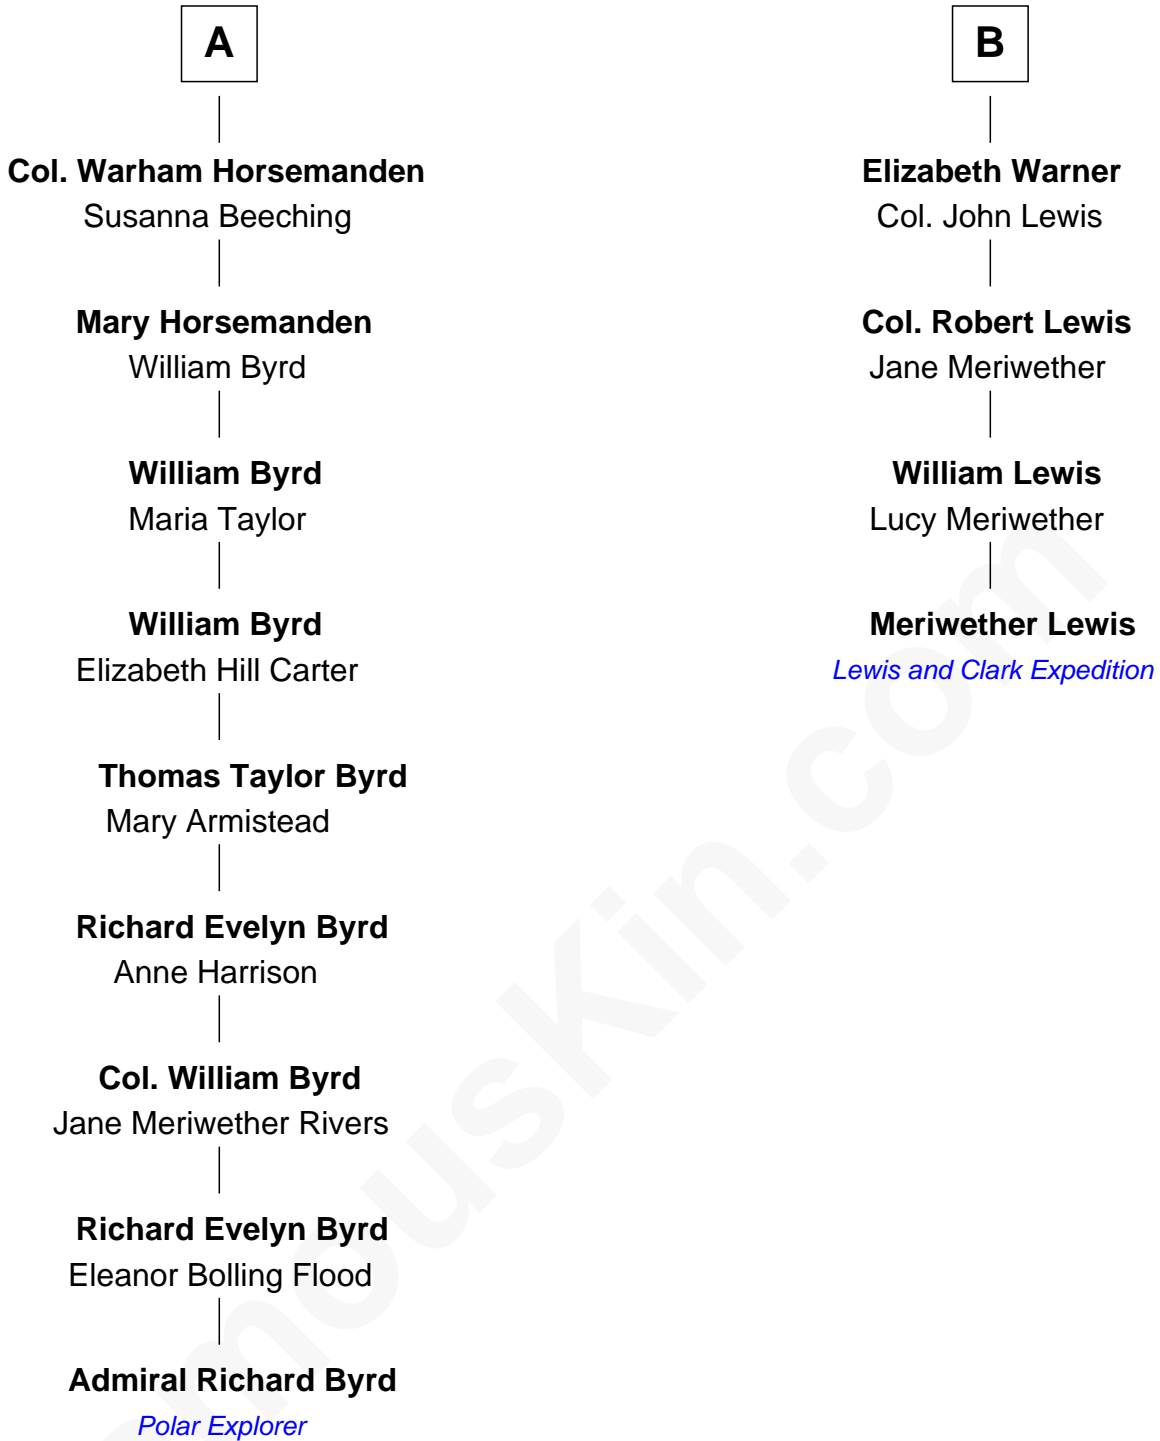 A
Col. Warham Horsemanden
Susanna Beeching
Mary Horsemanden
William Byrd
William Byrd
Maria Taylor
William Byrd
Elizabeth Hill Carter
Thomas Taylor Byrd
Mary Armistead
Richard Evelyn Byrd
Anne Harrison
Col. William Byrd
Jane Meriwether Rivers
Richard Evelyn Byrd
Eleanor Bolling Flood
Admiral Richard Byrd
Polar Explorer
B
Elizabeth Warner
Col. John Lewis
Col. Robert Lewis
Jane Meriwether
William Lewis
Lucy Meriwether
Meriwether Lewis
Lewis and Clark Expedition
mousKin.com